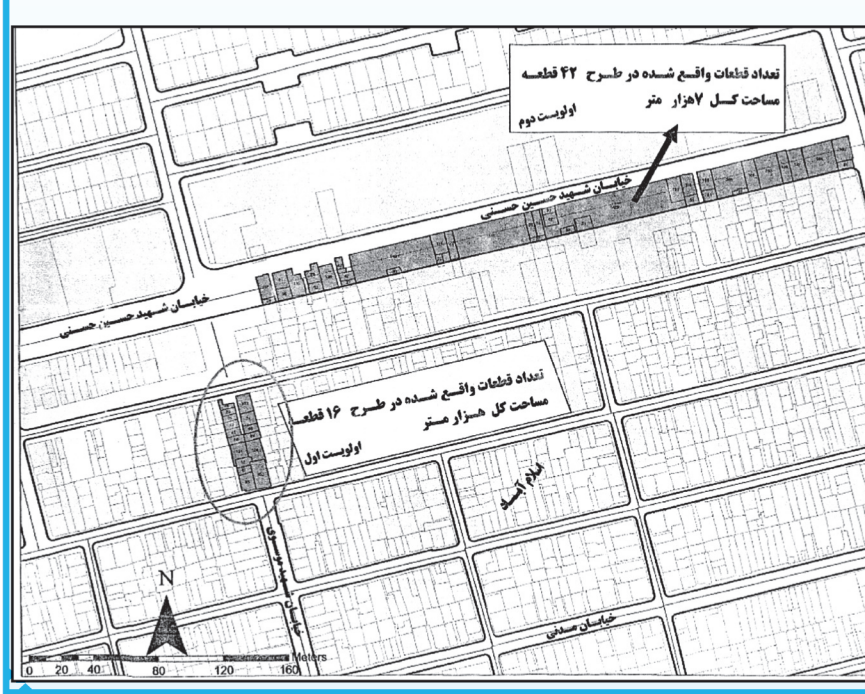 تعداد قطعات واقع شده در طرح ۴۲ قطعه
مساحت کل ۷هزار متر
اولویت دوم
خیابان شهید حسین حسنی
خیابان شهید حسین حسنی
تعداد قطعات واقع شده در طرح ۱۶ قطعه
مساحت کل هزار متر
اولویت اول
اسلام آباد
خیابان شهید موسوی
خیابان مدنی
N
0 20 40 80 120 160 Meters